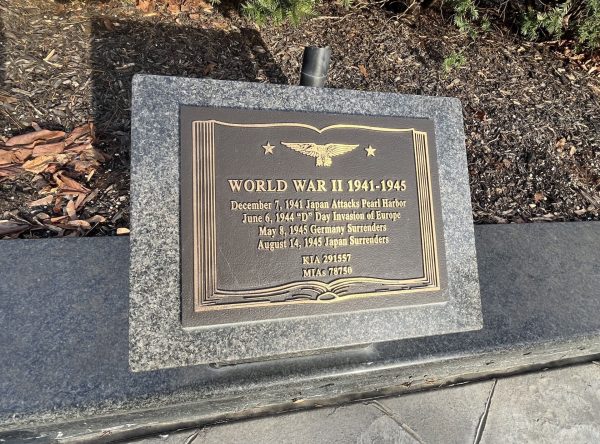 WORLD WAR II 1941-1945
December 7, 1941 Japan Attacks Pearl Harbor
June 6, 1944 "D" Day Invasion of Europe
May 8, 1945 Germany Surrenders
August 14, 1945 Japan Surrenders
KIA 291557
MIAs 78750